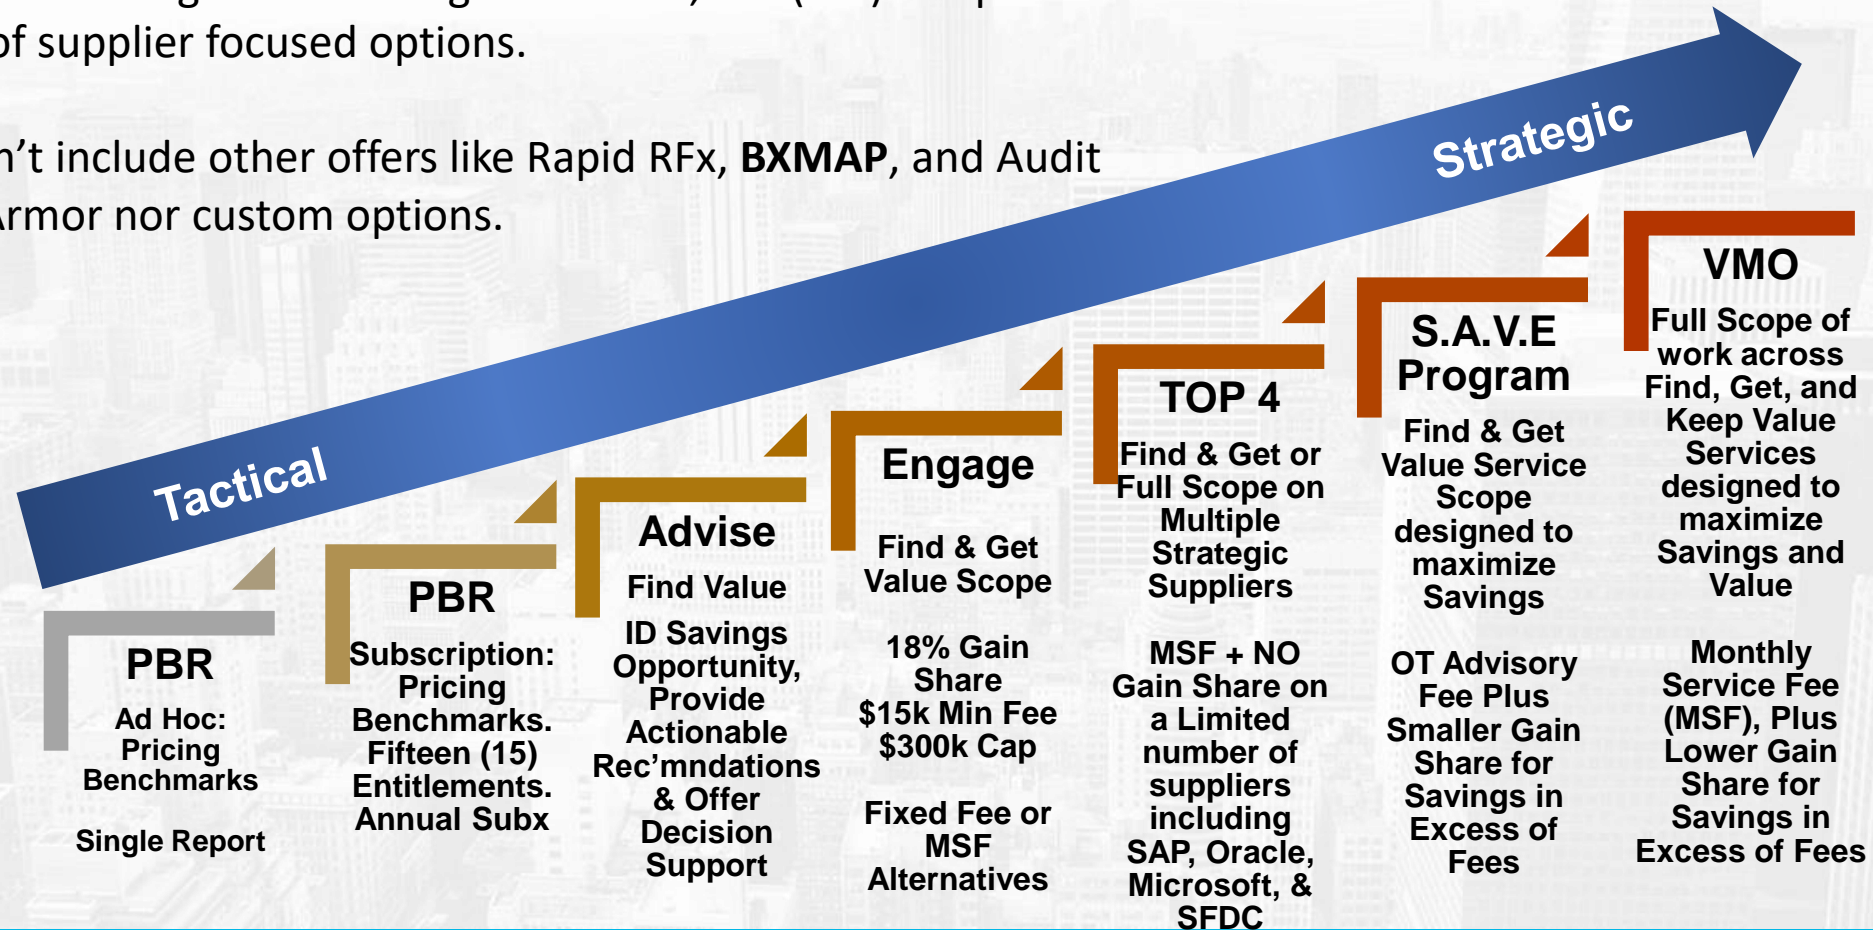 of supplier focused options.
include other offers like Rapid RFx, BXMAP, and Audit
Armor nor custom options.
Strategic
Tactical
PBR
Ad Hoc:
Pricing
Benchmarks
Single Report
PBR
Subscription:
Pricing
Benchmarks.
Fifteen (15)
Entitlements.
Annual Subx
Advise
Find Value
ID Savings
Opportunity,
Provide
Actionable
Rec’mndations
& Offer
Decision
Support
Engage
Find & Get
Value Scope
18% Gain
Share
$15k Min Fee
$300k Cap
Fixed Fee or
MSF
Alternatives
TOP 4
Find & Get or
Full Scope on
Multiple
Strategic
Suppliers
MSF + NO
Gain Share on
a Limited
number of
suppliers
including
SAP, Oracle,
Microsoft, &
SFDC
S.A.V.E
Program
Find & Get
Value Service
Scope
designed to
maximize
Savings
OT Advisory
Fee Plus
Smaller Gain
Share for
Savings in
Excess of
Fees
VMO
Full Scope of
work across
Find, Get, and
Keep Value
Services
designed to
maximize
Savings and
Value
Monthly
Service Fee
(MSF), Plus
Lower Gain
Share for
Savings in
Excess of Fees